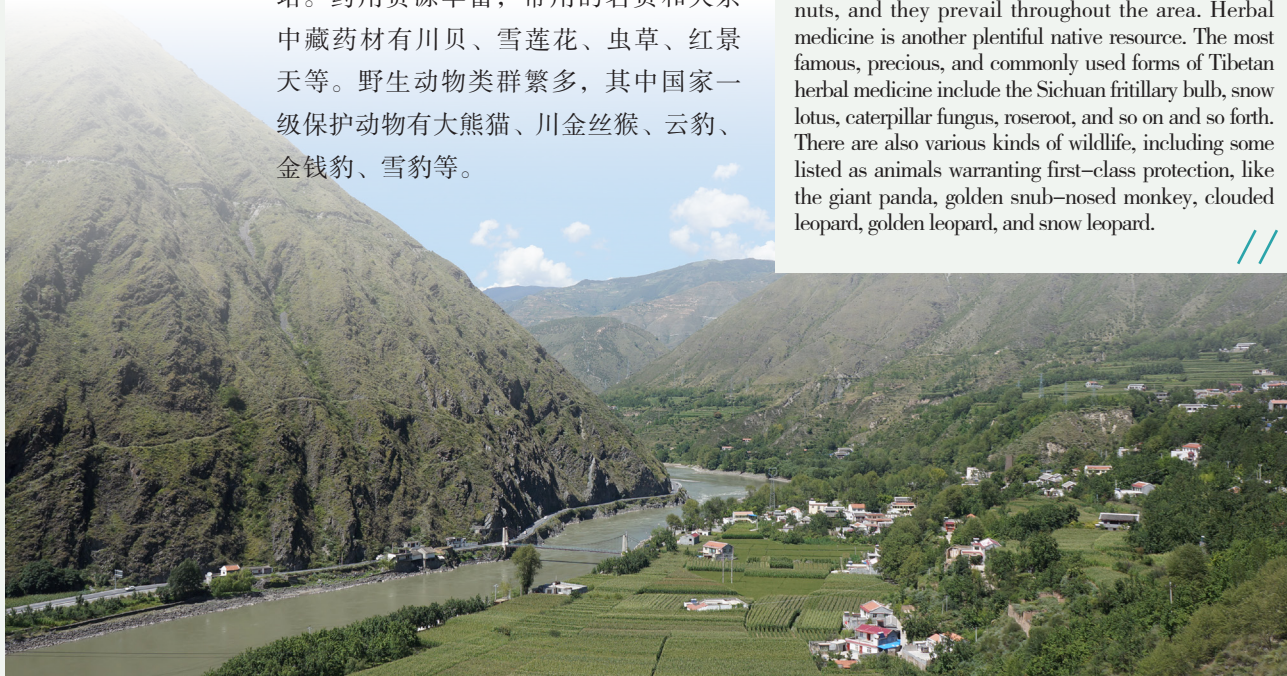 中藏药材有川贝、雪莲花、虫草、红景
天等。野生动物类群繁多，其中国家一
级保护动物有大熊猫、川金丝猴、云豹、
金钱豹、雪豹等。
nuts, and they prevail throughout the area. Herbal
medicine is another plentiful native resource. The most
famous, precious, and commonly used forms of Tibetan
herbal medicine include the Sichuan fritillary bulb, snow
lotus, caterpillar fungus, roseroot, and so on and so forth.
There are also various kinds of wildlife, including some
listed as animals warranting first–class protection, like
the giant panda, golden snub–nosed monkey, clouded
leopard, golden leopard, and snow leopard.